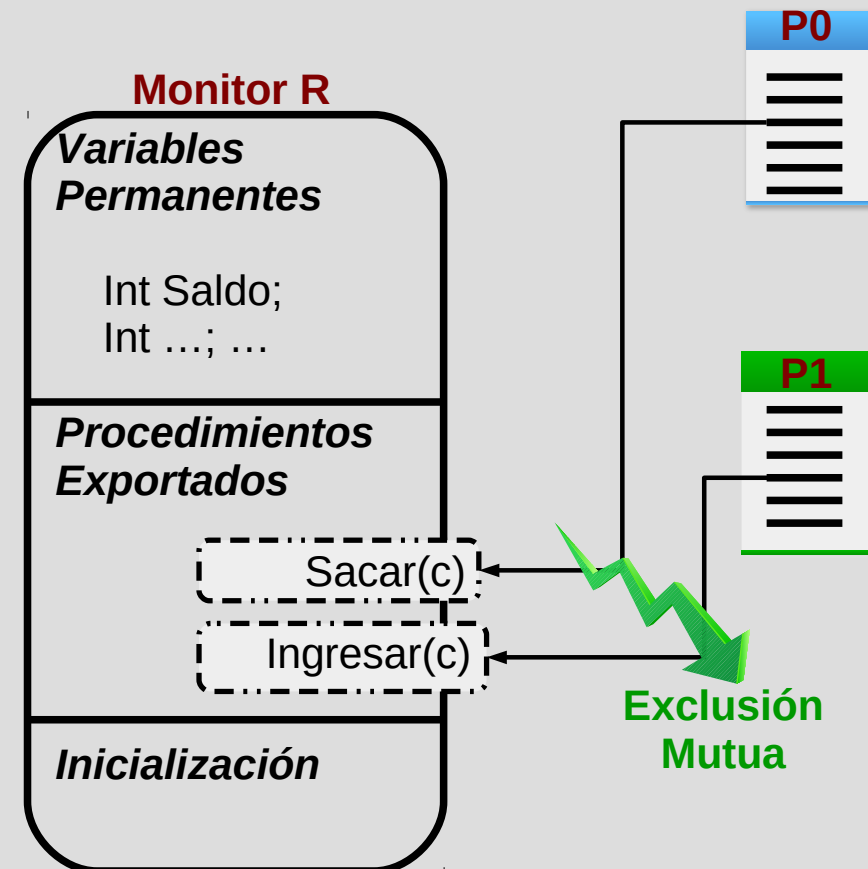 Monitor R
Variables
Permanentes
Int Saldo;
Int …; …
Procedimientos
Exportados
Sacar(c)
Ingresar(c)
Inicialización
P0
P1
Exclusión
Mutua